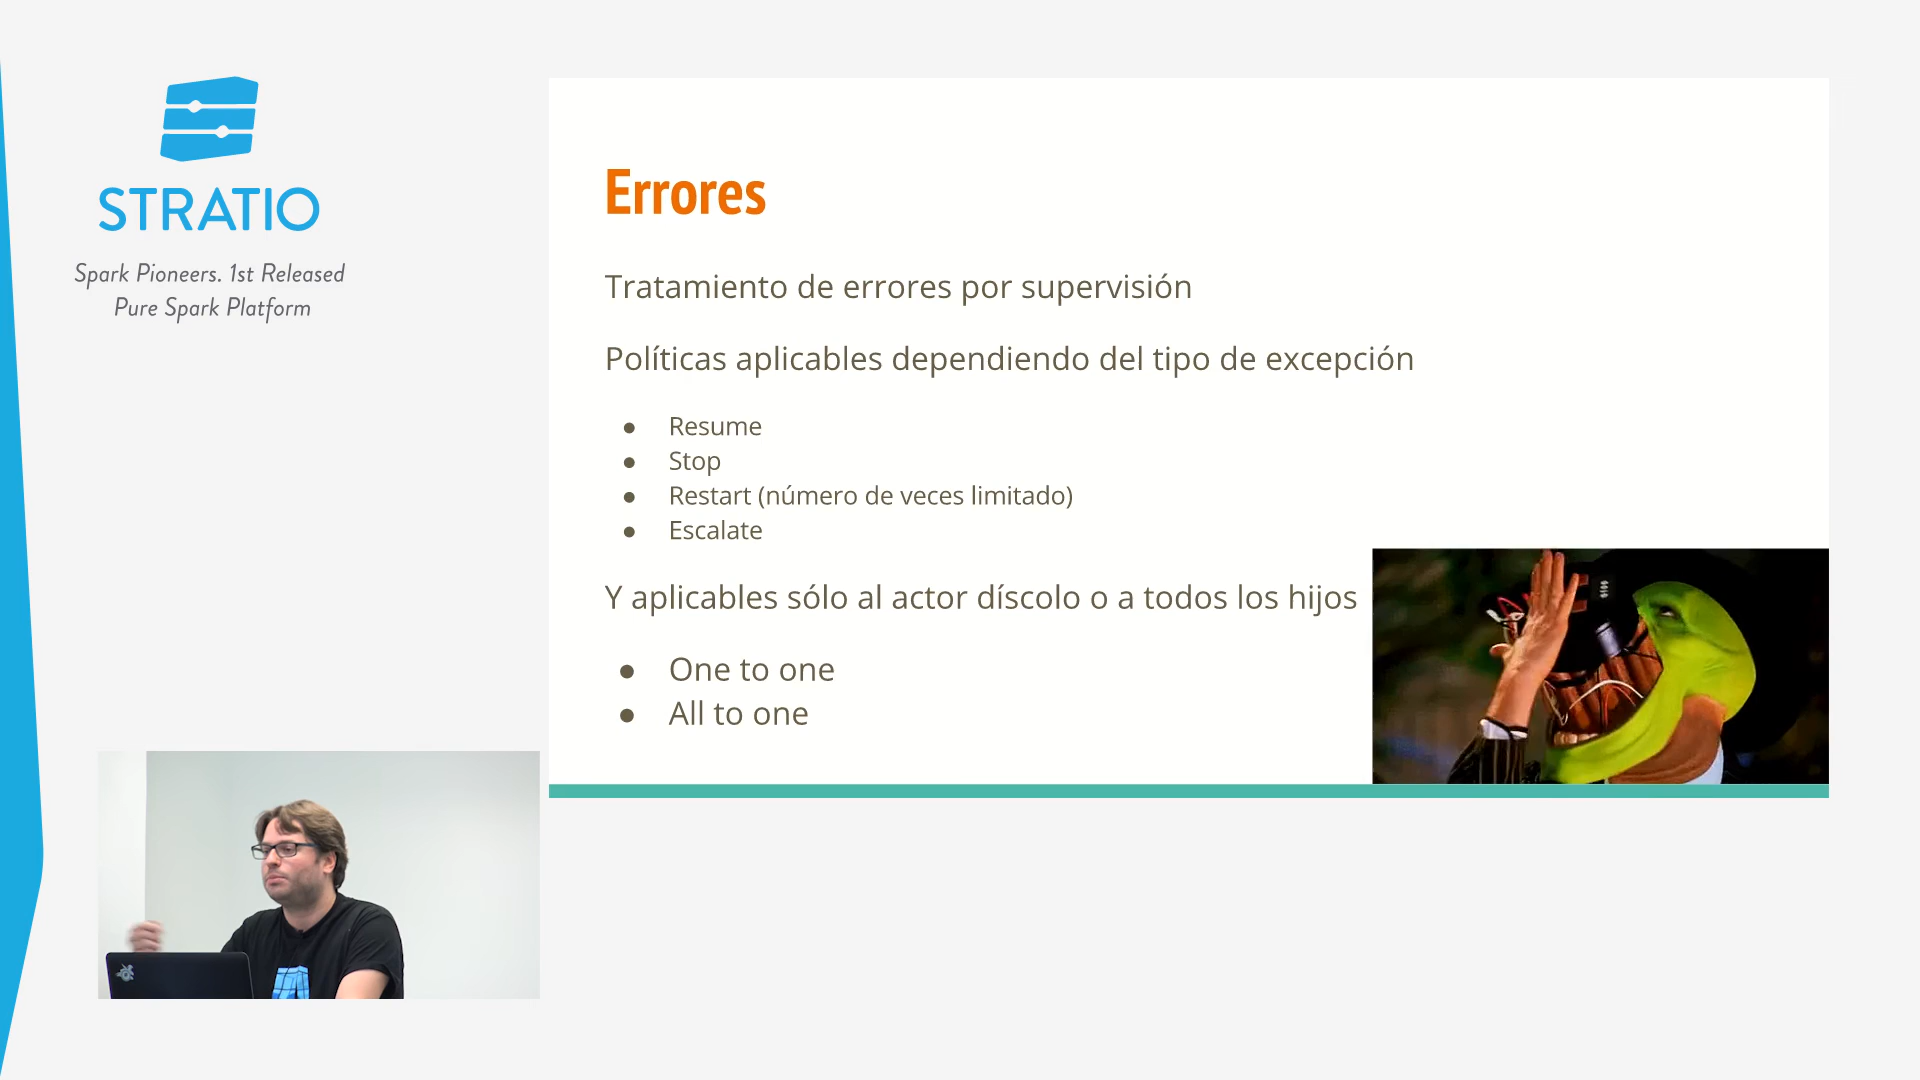 STRATIO
Spark Pioneers. 1st Released
Pure Spark Platform
Errores
Tratamiento de errores por supervisión
Políticas aplicables dependiendo del tipo de excepción
● Resume
● Stop
● Restart (número de veces limitado)
● Escalate
Y aplicables sólo al actor díscolo o a todos los hijos
● One to one
● All to one